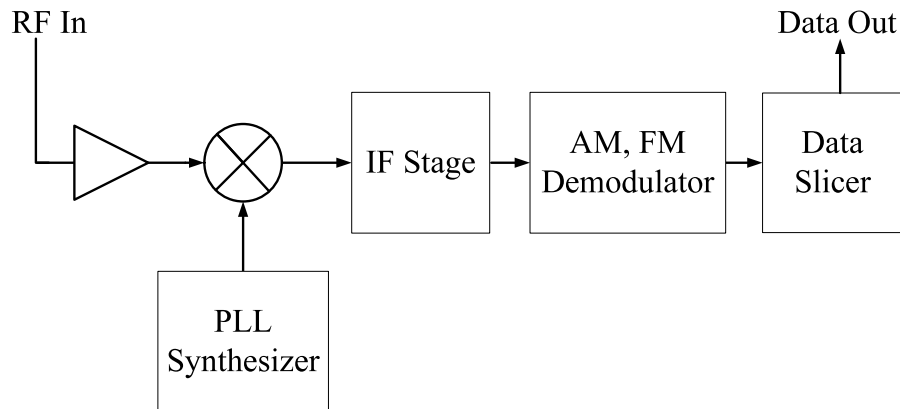 RF In
Data Out
IF Stage
AM, FM
Demodulator
Data
Slicer
PLL
Synthesizer